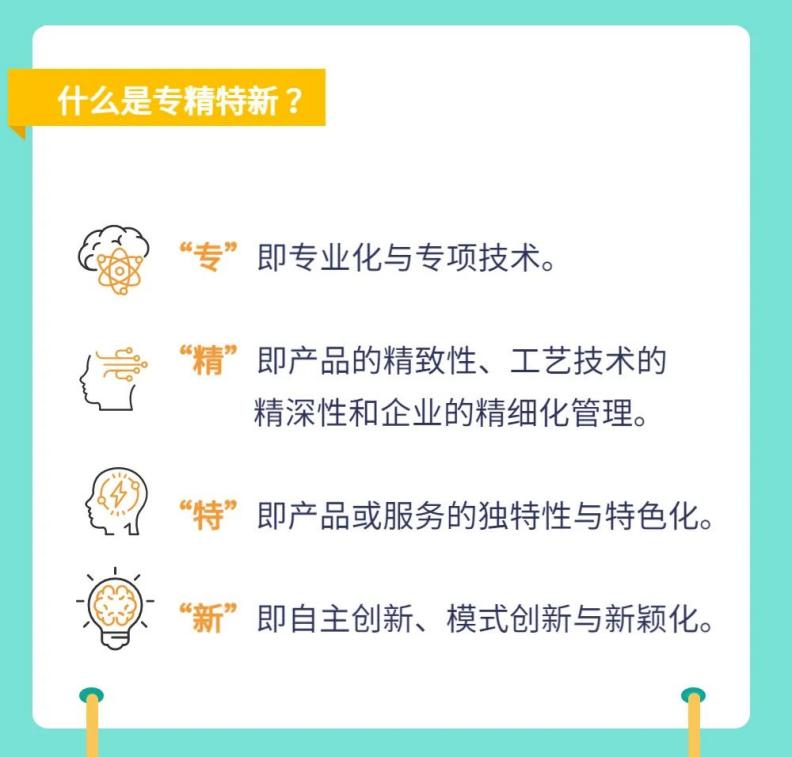 什么是专精特新？
“专” 即专业化与专项技术。
“精” 即产品的精致性、工艺技术的
精深性和企业的精细化管理。
“特” 即产品或服务的独特性与特色化。
“新” 即自主创新、模式创新与新颖化。